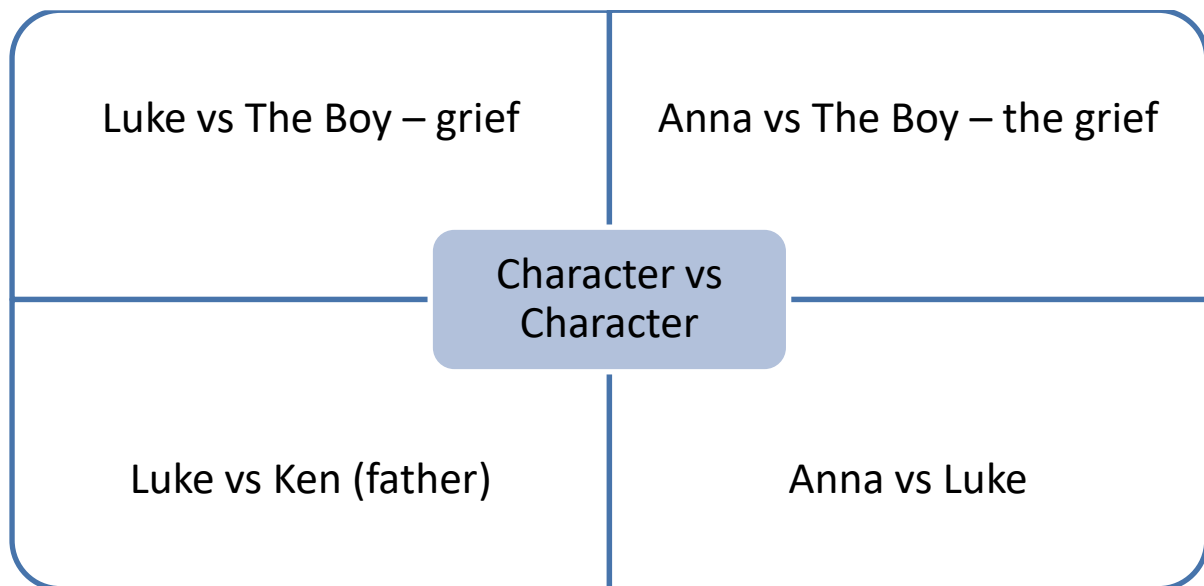 Luke vs The Boy – grief
Anna vs The Boy – the grief
Character vs
Character
Luke vs Ken (father)
Anna vs Luke